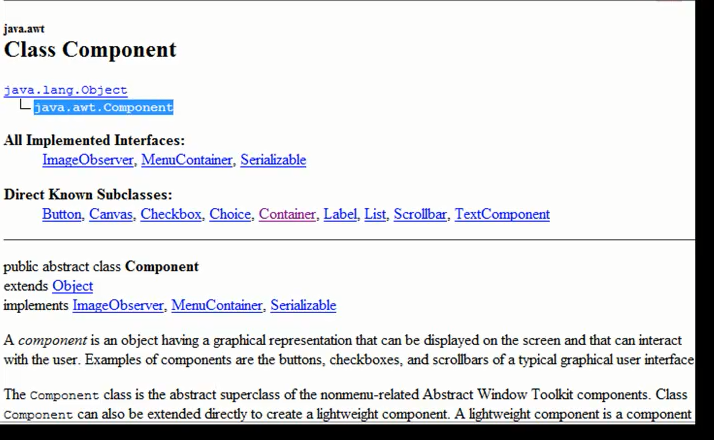 java.awt
Class Component
java.lang.Object
java.awt.Component
All Implemented Interfaces:
ImageObserver, MenuContainer, Serializable
Direct Known Subclasses:
Button, Canvas, Checkbox, Choice, Container, Label, List, Scrollbar, TextComponent
public abstract class Component
extends Object
implements ImageObserver, MenuContainer, Serializable
A component is an object having a graphical representation that can be displayed on the screen and that can interact
with the user. Examples of components are the buttons, checkboxes, and scrollbars of a typical graphical user interface
The Component class is the abstract superclass of the nonmenu-related Abstract Window Toolkit components. Class
Component can also be extended directly to create a lightweight component. A lightweight component is a component